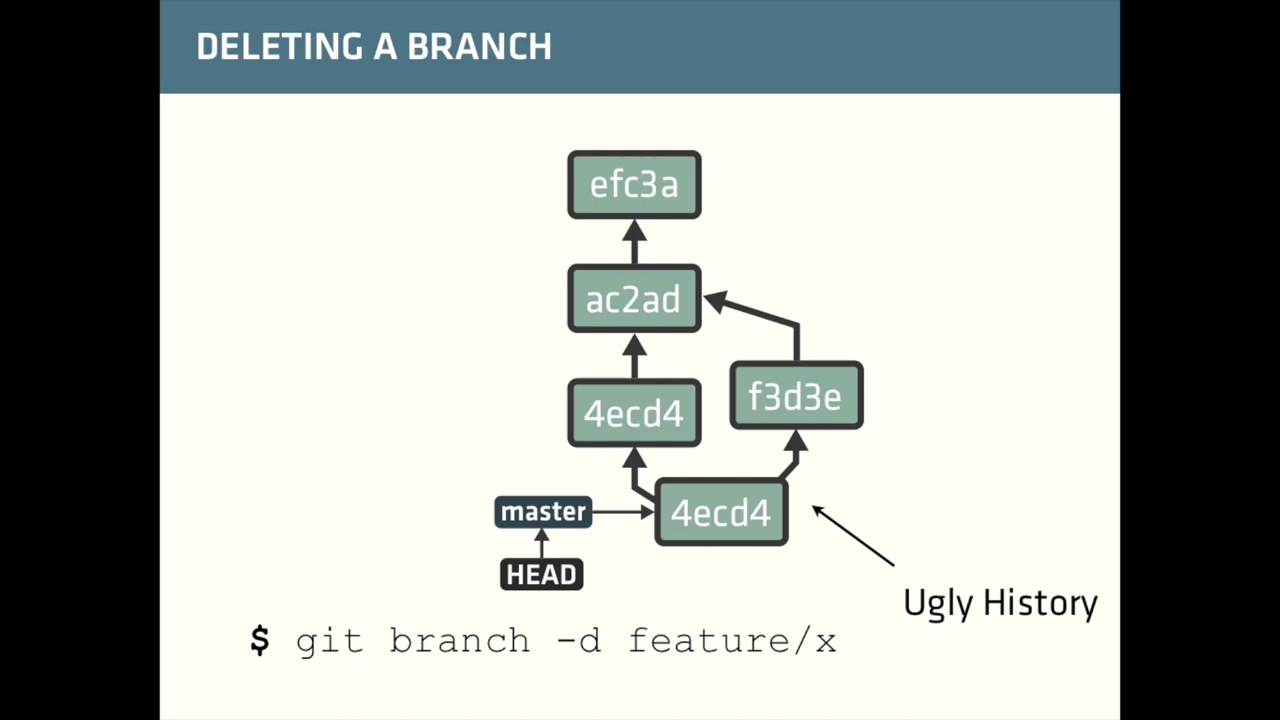 DELETING A BRANCH
efc3a
ac2ad
4ecd4
f3d3e
master
4ecd4
HEAD
Ugly History
$ git branch -d feature/x